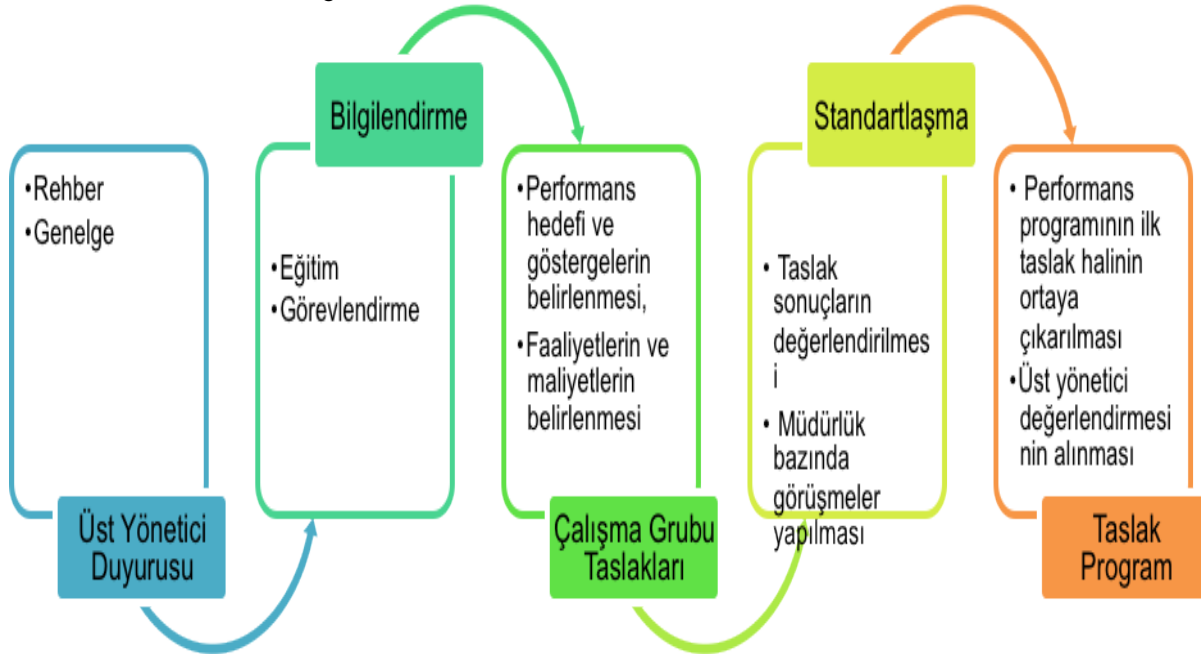 •Rehber
•Genelge
Üst Yönetici
Duyurusu
Bilgilendirme
•Eğitim
•Görevlendirme
•Performans
hedefi ve
göstergelerin
belirlenmesi,
•Faaliyetlerin ve
maliyetlerin
belirlenmesi
Çalışma Grubu
Taslakları
Standartlaşma
• Taslak
sonuçların
değerlendirilmes
i
• Müdürlük
bazında
görüşmeler
yapılması
• Performans
programının ilk
taslak halinin
ortaya
çıkarılması
•Üst yönetici
değerlendirmesi
nin alınması
Taslak
Program